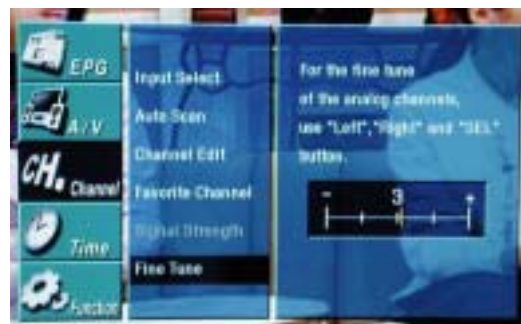 EPG
A/V
CH. Channel
Time
Function
Input Select
Auto Scan
Channel Edit
Favorite Channel
Signal Strength
Fine Tune
For the fine tune
of the analog channels,
use "Left","Right" and "SEL"
button.
- 3 +